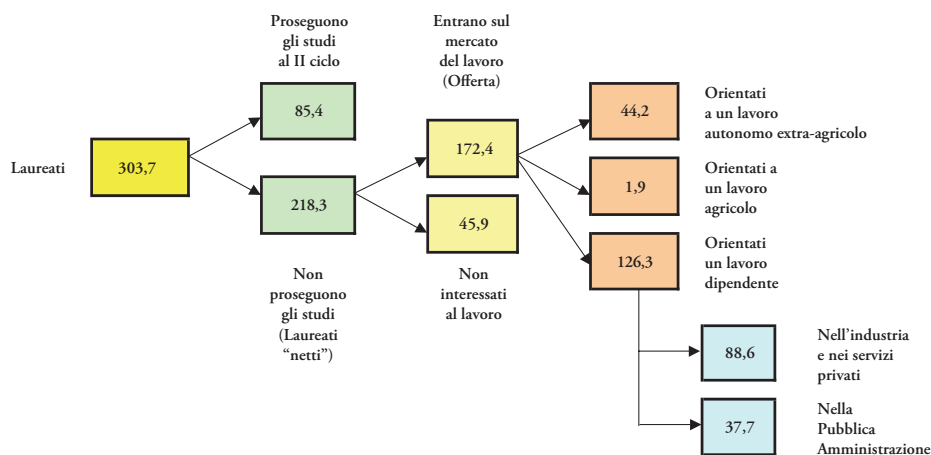 Proseguono
gli studi
al II ciclo
Entrano sul
mercato
del lavoro
(Offerta)
85,4
44,2
Orientati
a un lavoro
autonomo extra-agricolo
Laureati
303,7
172,4
218,3
1,9
Orientati a
un lavoro
agricolo
45,9
126,3
Orientati
un lavoro
dipendente
Non
proseguono
gli studi
(Laureati
“netti”)
Non
interessati
al lavoro
88,6
Nell’industria
e nei servizi
privati
37,7
Nella
Pubblica
Amministrazione